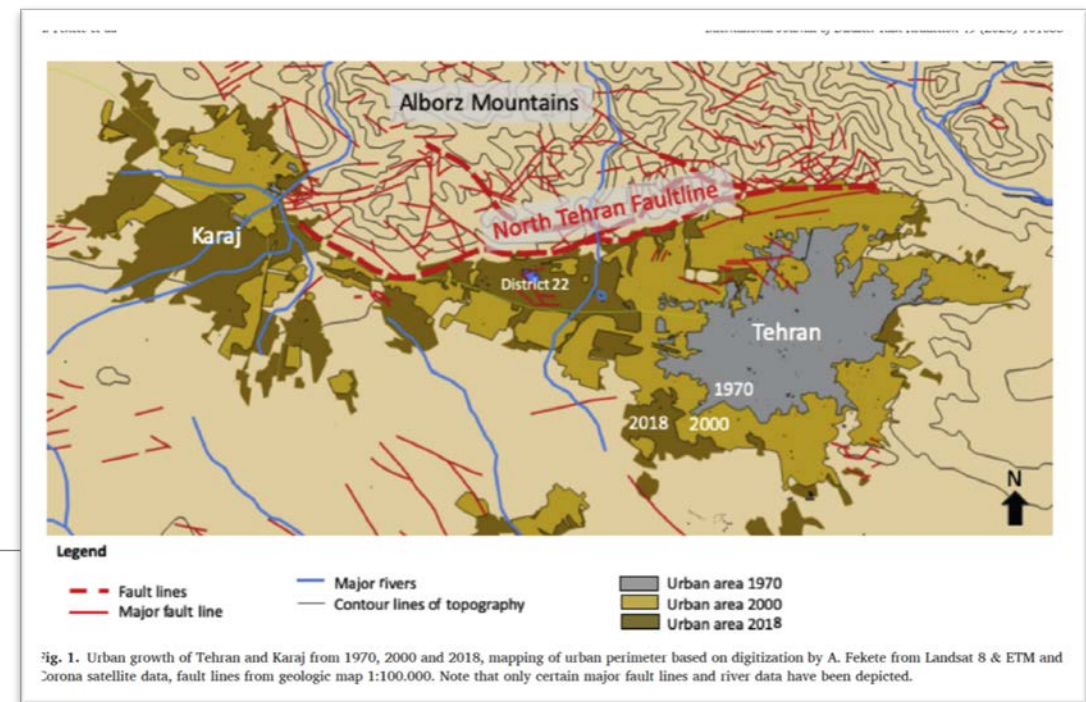 Alborz Mountains
North Tehran Faultline
Karaj
District 22
Tehran
1970
2018 2000
N
Legend
Fault lines
Major fault line
Major rivers
Contour lines of topography
Urban area 1970
Urban area 2000
Urban area 2018
Fig. 1. Urban growth of Tehran and Karaj from 1970, 2000 and 2018, mapping of urban perimeter based on digitization by A. Fekete from Landsat 8 & ETM and
Corona satellite data, fault lines from geologic map 1:100.000. Note that only certain major fault lines and river data have been depicted.